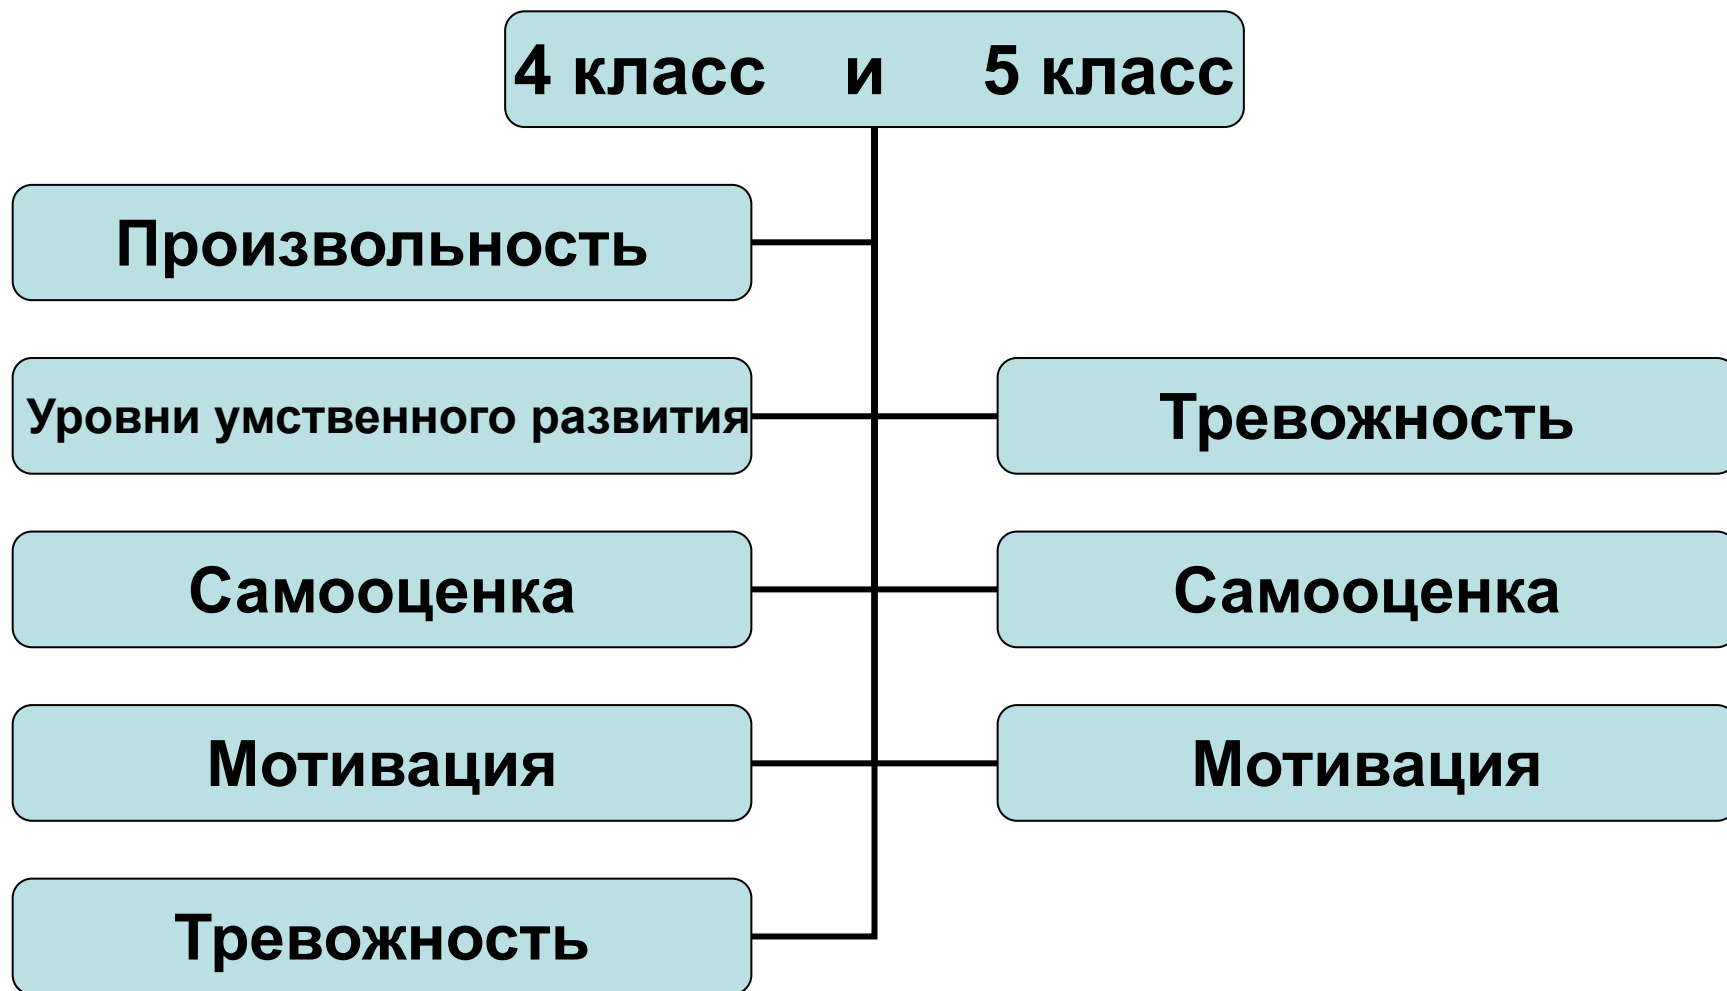 4 класс и 5 класс
Произвольность
Уровни умственного развития
Тревожность
Самооценка
Самооценка
Мотивация
Мотивация
Тревожность